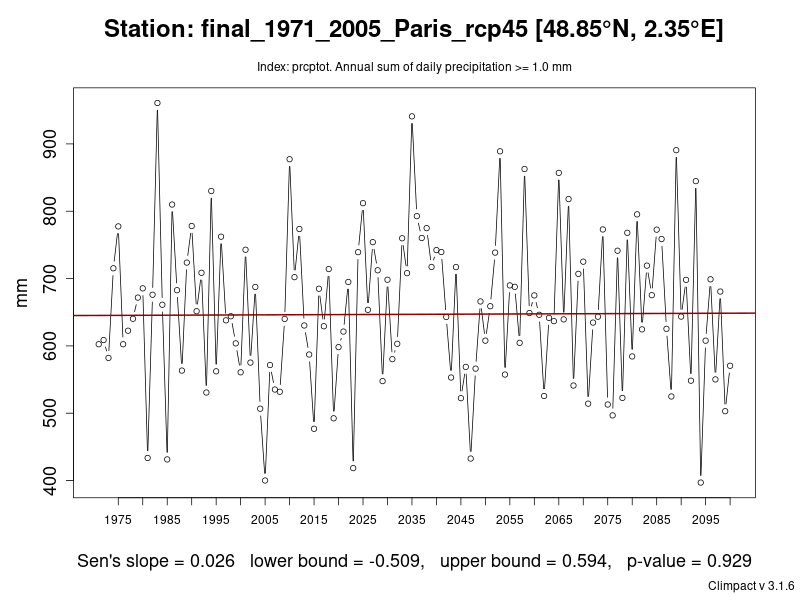 Station: final_1971_2005_Paris_rcp45 [48.85°N, 2.35°E]
Index: prcptot. Annual sum of daily precipitation >= 1.0 mm
900
800
700
600
500
400
mm
1975 1985 1995 2005 2015 2025 2035 2045 2055 2065 2075 2085 2095
Sen's slope = 0.026 lower bound = -0.509, upper bound = 0.594, p-value = 0.929
Climpact v 3.1.6